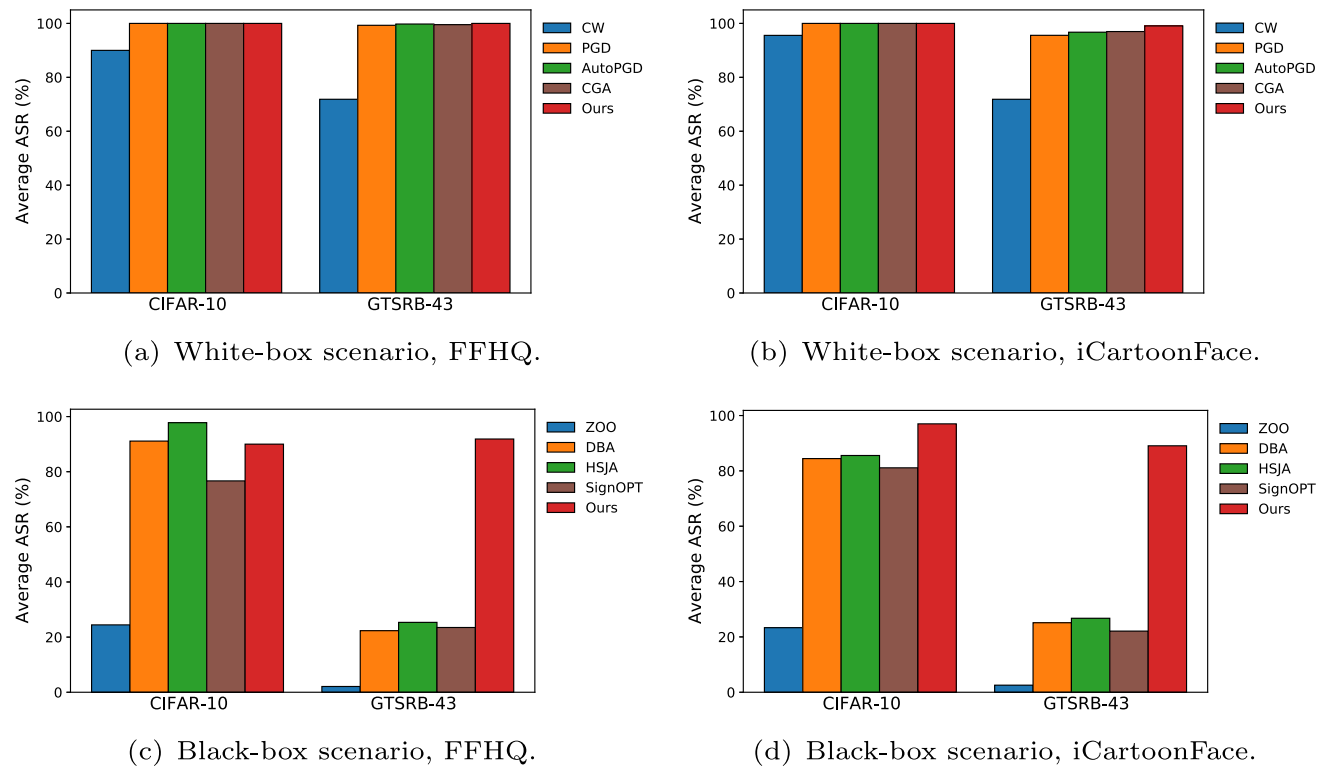 100
80
60
40
20
0
Average ASR (%)
CIFAR-10
GTSRB-43
CW
PGD
AutoPGD
CGA
Ours
(a) White-box scenario, FFHQ.
100
80
60
40
20
0
Average ASR (%)
CIFAR-10
GTSRB-43
CW
PGD
AutoPGD
CGA
Ours
(b) White-box scenario, iCartoonFace.
100
80
60
40
20
0
Average ASR (%)
CIFAR-10
GTSRB-43
ZOO
DBA
HSJA
SignOPT
Ours
(c) Black-box scenario, FFHQ.
100
80
60
40
20
0
Average ASR (%)
CIFAR-10
GTSRB-43
ZOO
DBA
HSJA
SignOPT
Ours
(d) Black-box scenario, iCartoonFace.